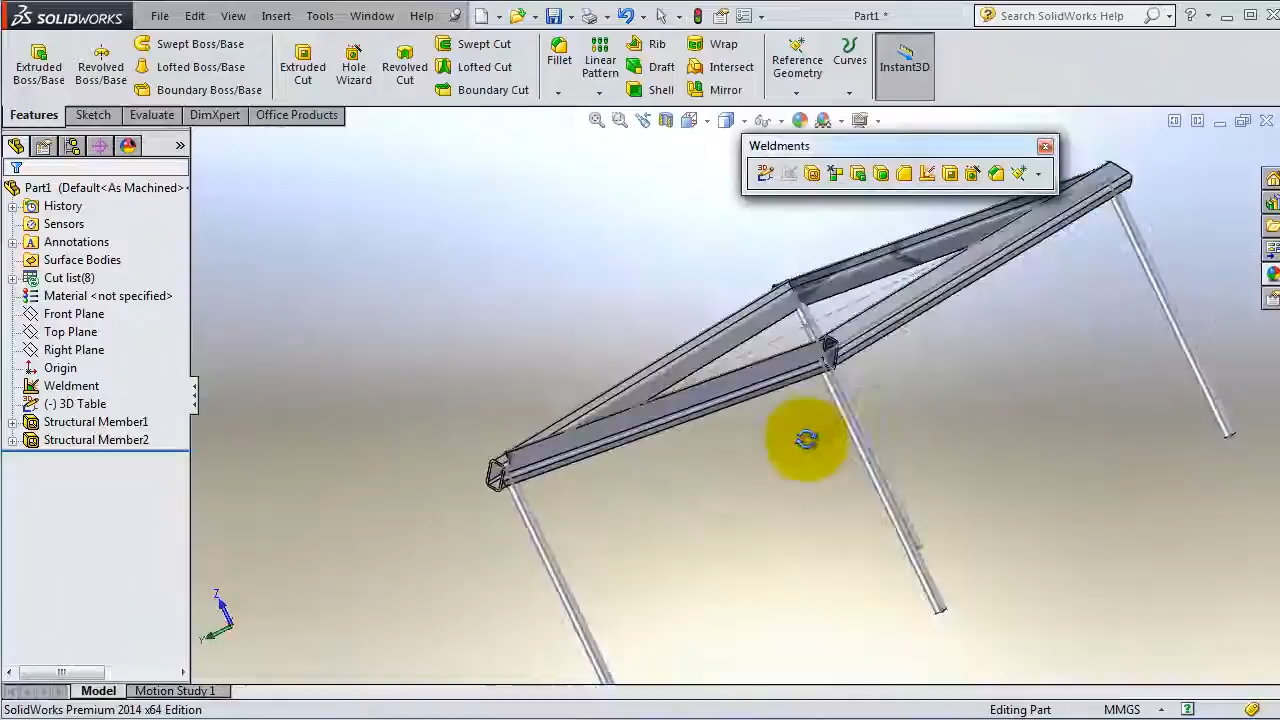 SOLIDWORKS File Edit View Insert Tools Window Help Part1 * Search SolidWorks Help
Extruded Boss/Base
Revolved Boss/Base
Swept Boss/Base
Lofted Boss/Base
Boundary Boss/Base
Extruded Cut
Hole Wizard
Revolved Cut
Swept Cut
Lofted Cut
Boundary Cut
Fillet
Linear Pattern
Rib
Draft
Shell
Wrap
Intersect
Mirror
Reference Geometry
Curves
Instant3D
Features Sketch Evaluate DimXpert Office Products
Weldments
Part1 (Default<As Machined>
History
Sensors
Annotations
Surface Bodies
Cut list(8)
Material <not specified>
Front Plane
Top Plane
Right Plane
Origin
Weldment
(-) 3D Table
Structural Member1
Structural Member2
Z
Y
Model Motion Study 1
SolidWorks Premium 2014 x64 Edition Editing Part MMGS